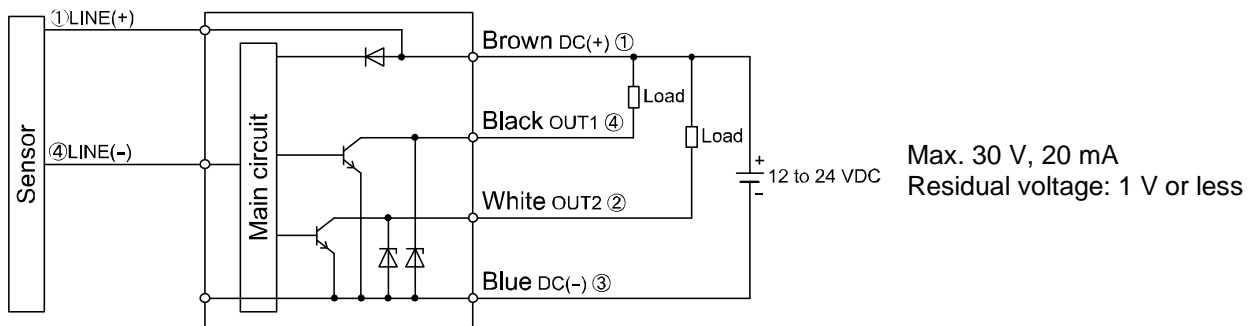 ①LINE(+)
④LINE(-)
Sensor
Main circuit
Brown DC(+) ①
Load
Black OUT1 ④
Load
White OUT2 ②
Blue DC(-) ③
+
12 to 24 VDC
-
Max. 30 V, 20 mA
Residual voltage: 1 V or less